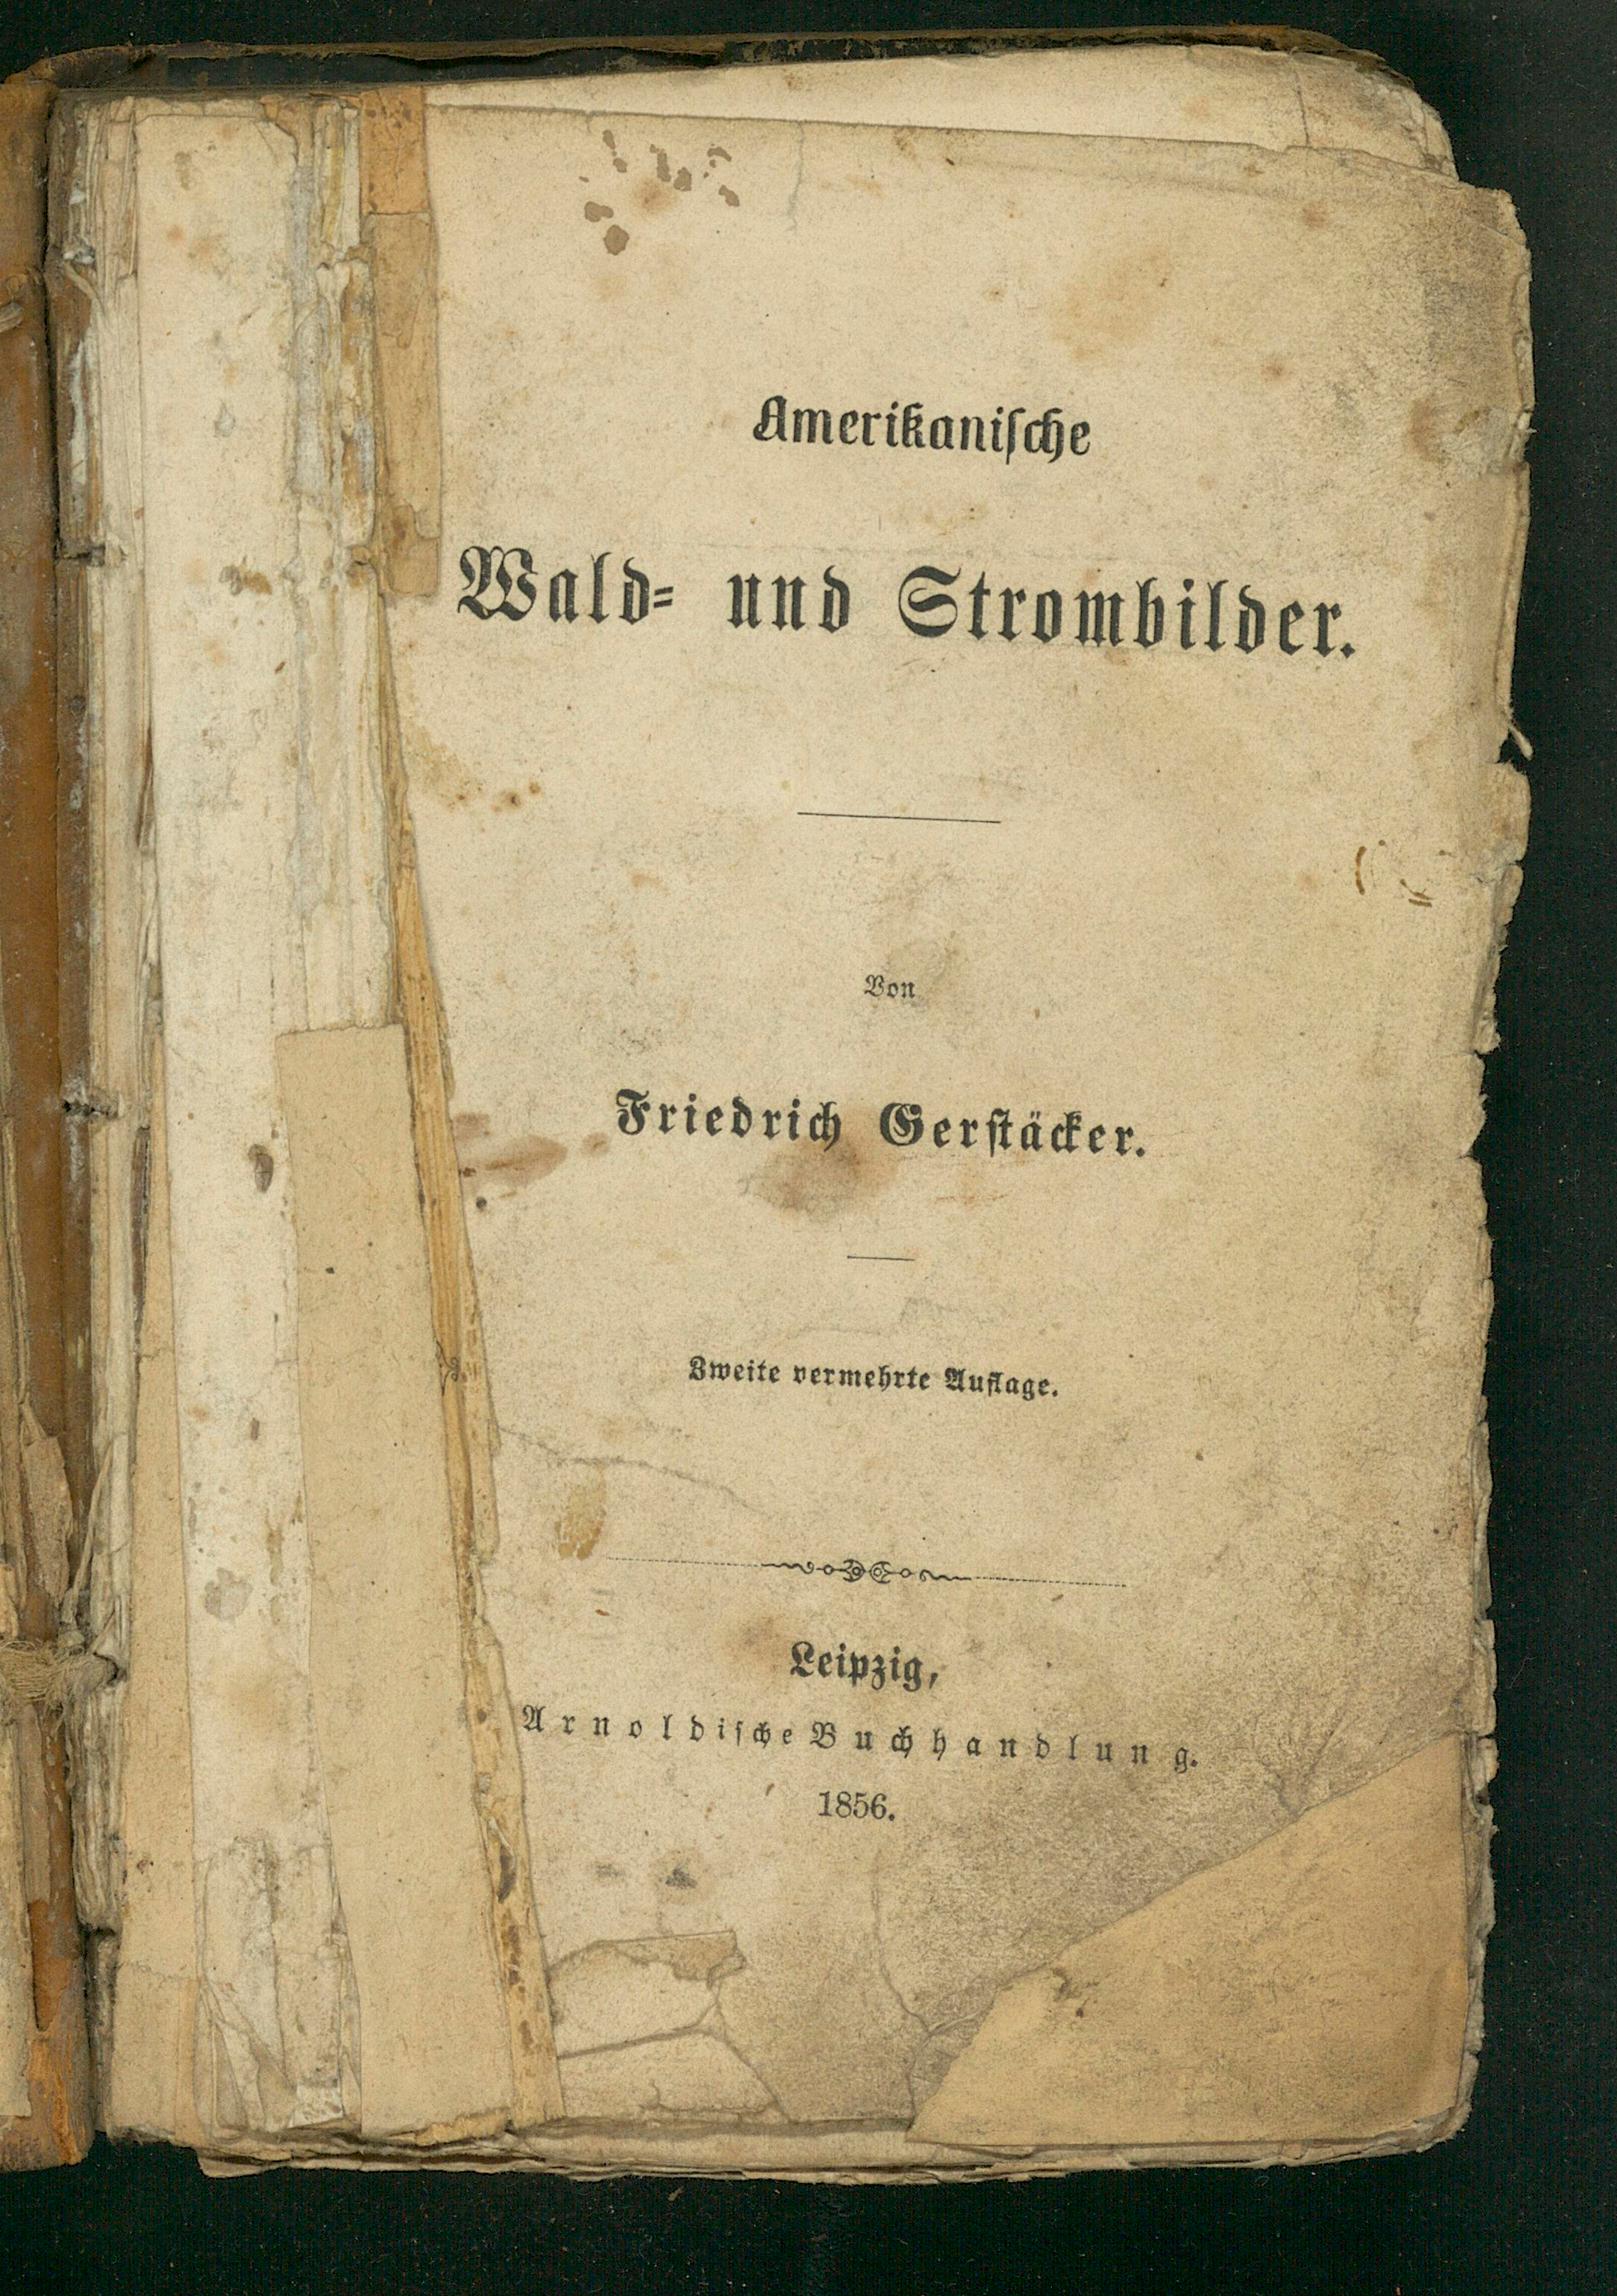 Amerikaniſche
Wald= und Strombilder.
Von
Friedrich Gerſtäcker.
Zweite vermehrte Auflage.
Leipzig,
Arnoldiſche Buchhandlung.
1856.